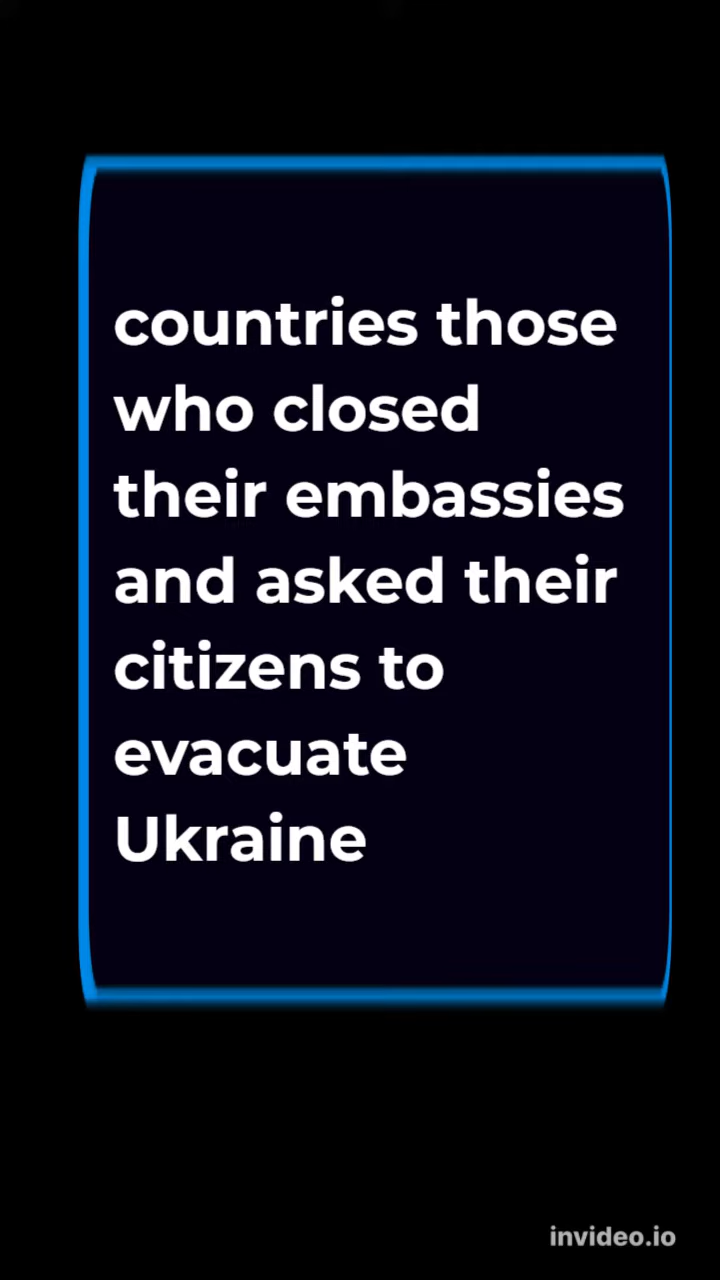 countries those
who closed
their embassies
and asked their
citizens to
evacuate
Ukraine
invideo.io